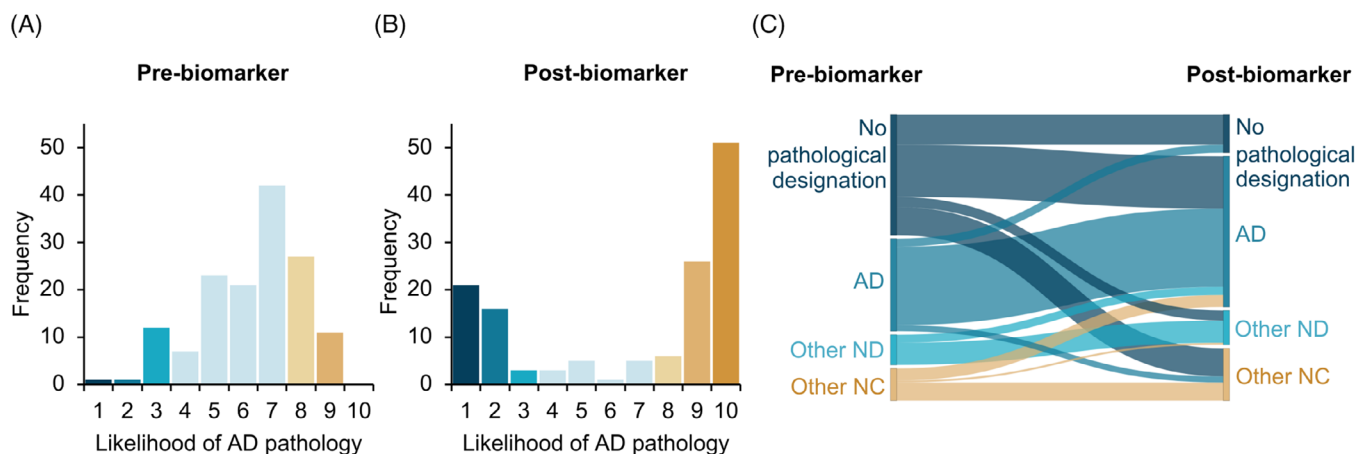 (A)
Pre-biomarker
Frequency
50
40
30
20
10
0
1 2 3 4 5 6 7 8 9 10
Likelihood of AD pathology
(B)
Post-biomarker
Frequency
50
40
30
20
10
0
1 2 3 4 5 6 7 8 9 10
Likelihood of AD pathology
(C)
Pre-biomarker
Post-biomarker
No
pathological
designation
AD
Other ND
Other NC
No
pathological
designation
AD
Other ND
Other NC